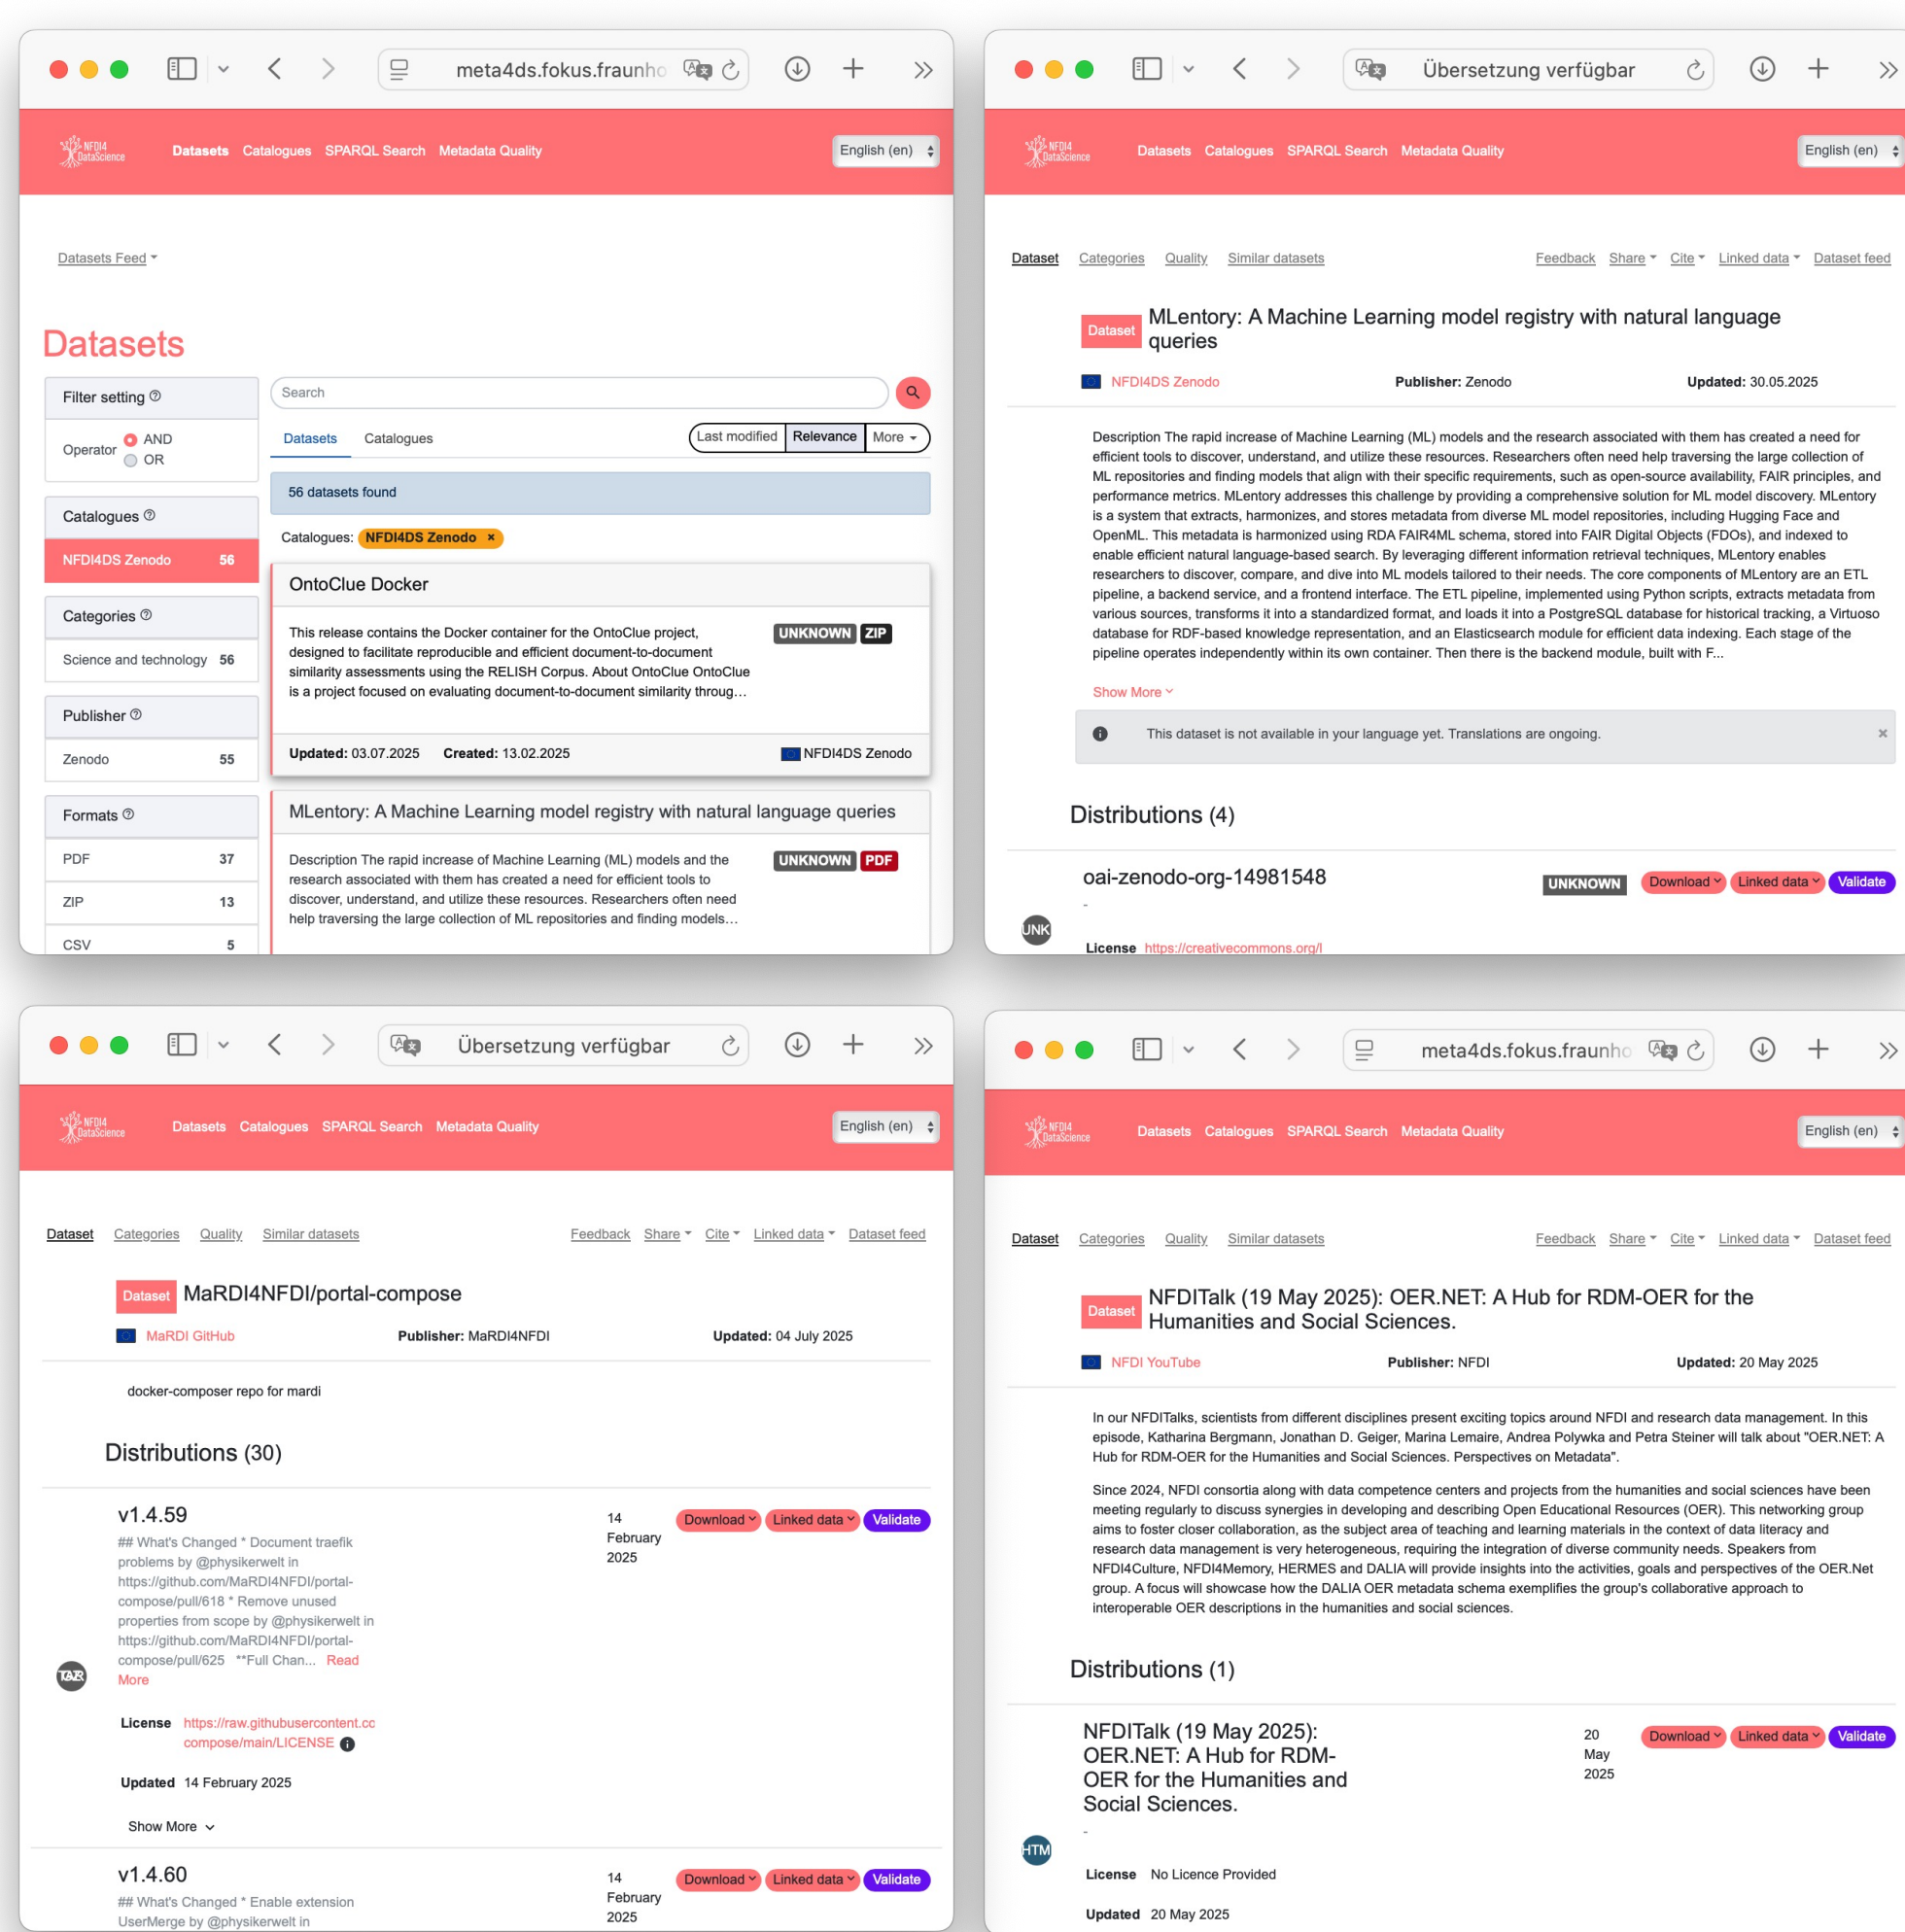 meta4ds.fokus.fraunho
NFDI4
DataScience
Datasets Catalogues SPARQL Search Metadata Quality
English (en)
Datasets Feed
Datasets
Filter setting
Operator
AND
OR
Catalogues
NFDI4DS Zenodo 56
Categories
Science and technology 56
Publisher
Zenodo 55
Formats
PDF 37
ZIP 13
CSV 5
Search
Datasets Catalogues
Last modified Relevance More
56 datasets found
Catalogues: NFDI4DS Zenodo ×
OntoClue Docker
This release contains the Docker container for the OntoClue project,
designed to facilitate reproducible and efficient document-to-document
similarity assessments using the RELISH Corpus. About OntoClue OntoClue
is a project focused on evaluating document-to-document similarity throug...
UNKNOWN ZIP
Updated: 03.07.2025 Created: 13.02.2025
NFDI4DS Zenodo
MLentory: A Machine Learning model registry with natural language queries
Description The rapid increase of Machine Learning (ML) models and the
research associated with them has created a need for efficient tools to
discover, understand, and utilize these resources. Researchers often need
help traversing the large collection of ML repositories and finding models...
UNKNOWN PDF
Übersetzung verfügbar
NFDI4
DataScience
Datasets Catalogues SPARQL Search Metadata Quality
English (en)
Dataset Categories Quality Similar datasets
Feedback Share Cite Linked data Dataset feed
Dataset
MLentory: A Machine Learning model registry with natural language
queries
NFDI4DS Zenodo
Publisher: Zenodo
Updated: 30.05.2025
Description The rapid increase of Machine Learning (ML) models and the research associated with them has created a need for
efficient tools to discover, understand, and utilize these resources. Researchers often need help traversing the large collection of
ML repositories and finding models that align with their specific requirements, such as open-source availability, FAIR principles, and
performance metrics. MLentory addresses this challenge by providing a comprehensive solution for ML model discovery. MLentory
is a system that extracts, harmonizes, and stores metadata from diverse ML model repositories, including Hugging Face and
OpenML. This metadata is harmonized using RDA FAIR4ML schema, stored into FAIR Digital Objects (FDOs), and indexed to
enable efficient natural language-based search. By leveraging different information retrieval techniques, MLentory enables
researchers to discover, compare, and dive into ML models tailored to their needs. The core components of MLentory are an ETL
pipeline, a backend service, and a frontend interface. The ETL pipeline, implemented using Python scripts, extracts metadata from
various sources, transforms it into a standardized format, and loads it into a PostgreSQL database for historical tracking, a Virtuoso
database for RDF-based knowledge representation, and an Elasticsearch module for efficient data indexing. Each stage of the
pipeline operates independently within its own container. Then there is the backend module, built with F...
Show More
This dataset is not available in your language yet. Translations are ongoing. ×
Distributions (4)
oai-zenodo-org-14981548
-
UNKNOWN Download Linked data Validate
UNK
License https://creativecommons.org/l
Übersetzung verfügbar
NFDI4
DataScience
Datasets Catalogues SPARQL Search Metadata Quality
English (en)
Dataset Categories Quality Similar datasets
Feedback Share Cite Linked data Dataset feed
Dataset MaRDI4NFDI/portal-compose
MaRDI GitHub
Publisher: MaRDI4NFDI
Updated: 04 July 2025
docker-composer repo for mardi
Distributions (30)
v1.4.59
## What's Changed * Document traefik
problems by @physikerwelt in
https://github.com/MaRDI4NFDI/portal-
compose/pull/618 * Remove unused
properties from scope by @physikerwelt in
https://github.com/MaRDI4NFDI/portal-
compose/pull/625 **Full Chan... Read
More
14
February
2025
Download Linked data Validate
TAR
License https://raw.githubusercontent.cc
compose/main/LICENSE
Updated 14 February 2025
Show More
v1.4.60
## What's Changed * Enable extension
UserMerge by @physikerwelt in
14
February
2025
Download Linked data Validate
meta4ds.fokus.fraunho
NFDI4
DataScience
Datasets Catalogues SPARQL Search Metadata Quality
English (en)
Dataset Categories Quality Similar datasets
Feedback Share Cite Linked data Dataset feed
Dataset
NFDITalk (19 May 2025): OER.NET: A Hub for RDM-OER for the
Humanities and Social Sciences.
NFDI YouTube
Publisher: NFDI
Updated: 20 May 2025
In our NFDITalks, scientists from different disciplines present exciting topics around NFDI and research data management. In this
episode, Katharina Bergmann, Jonathan D. Geiger, Marina Lemaire, Andrea Polywka and Petra Steiner will talk about "OER.NET: A
Hub for RDM-OER for the Humanities and Social Sciences. Perspectives on Metadata".
Since 2024, NFDI consortia along with data competence centers and projects from the humanities and social sciences have been
meeting regularly to discuss synergies in developing and describing Open Educational Resources (OER). This networking group
aims to foster closer collaboration, as the subject area of teaching and learning materials in the context of data literacy and
research data management is very heterogeneous, requiring the integration of diverse community needs. Speakers from
NFDI4Culture, NFDI4Memory, HERMES and DALIA will provide insights into the activities, goals and perspectives of the OER.Net
group. A focus will showcase how the DALIA OER metadata schema exemplifies the group's collaborative approach to
interoperable OER descriptions in the humanities and social sciences.
Distributions (1)
NFDITalk (19 May 2025):
OER.NET: A Hub for RDM-
OER for the Humanities and
Social Sciences.
-
20
May
2025
Download Linked data Validate
HTM
License No Licence Provided
Updated 20 May 2025